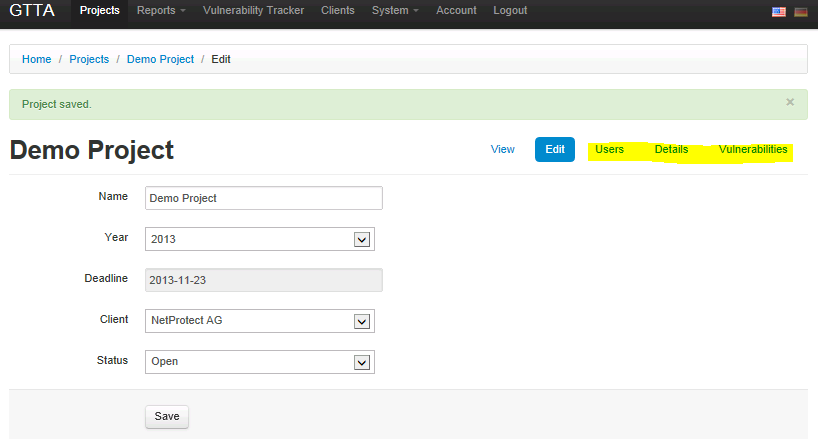 GTTA Projects Reports Vulnerability Tracker Clients System Account Logout
Home / Projects / Demo Project / Edit
Project saved. ×
Demo Project View Edit Users Details Vulnerabilities
Name Demo Project
Year 2013
Deadline 2013-11-23
Client NetProtect AG
Status Open
Save